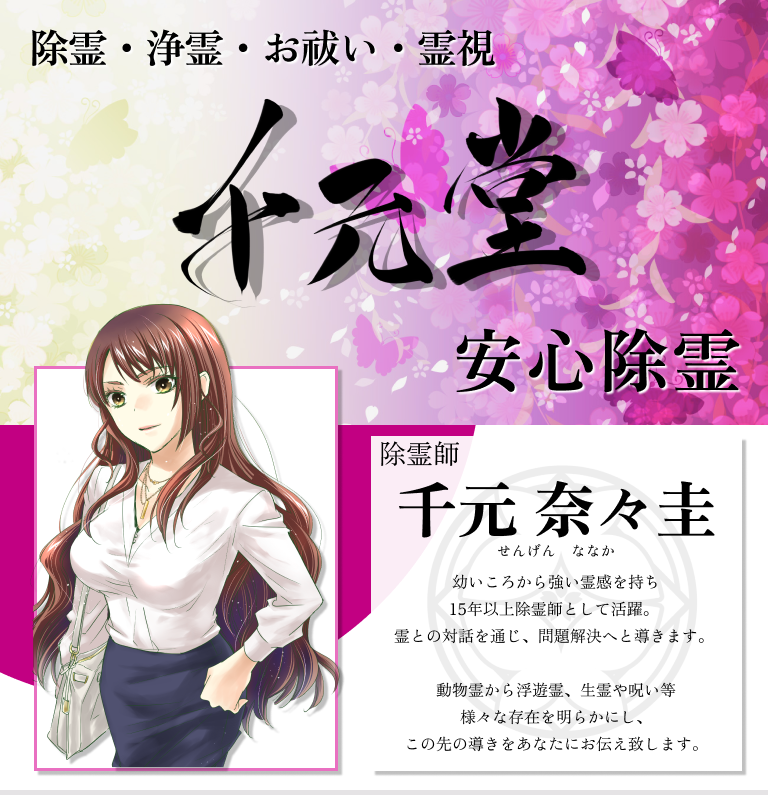 除霊・浄霊・お祓い・霊視
千元堂
安心除霊
除霊師
千元 奈々圭
せんげん ななか
幼いころから強い霊感を持ち
15年以上除霊師として活躍。
霊との対話を通じ、問題解決へと導きます。
動物霊から浮遊霊、生霊や呪い等
様々な存在を明らかにし、
この先の導きをあなたにお伝え致します。